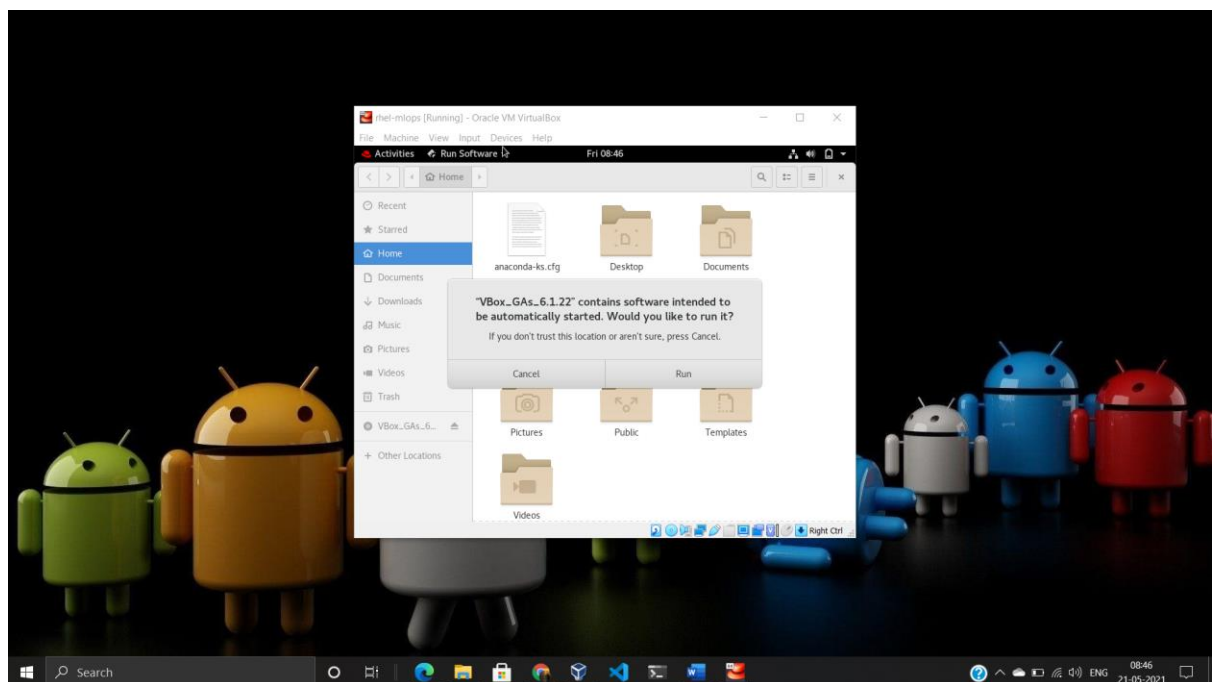 rhel-mlops [Running] - Oracle VM VirtualBox
File Machine View Input Devices Help
Activities Run Software Fri 08:46
Home
Recent
Starred
Home
Documents
Downloads
Music
Pictures
Videos
Trash
VBox_GAs_6...
+ Other Locations
anaconda-ks.cfg Desktop Documents
"VBox_GAs_6.1.22" contains software intended to
be automatically started. Would you like to run it?
If you don't trust this location or aren't sure, press Cancel.
Cancel Run
Pictures Public Templates
Videos
Right Ctrl
Search
ENG
08:46
21-05-2021